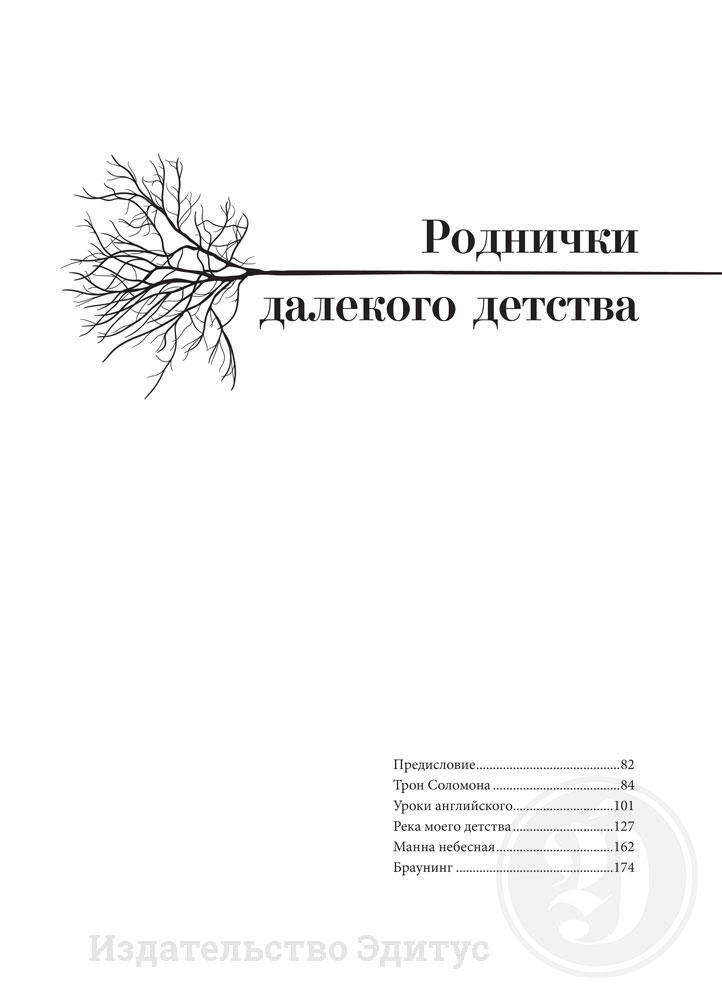 Роднички
далекого детства
Предисловие............................................82
Трон Соломона.......................................84
Уроки английского...............................101
Река моего детства...............................127
Манна небесная....................................162
Браунинг................................................174
Издательство Эдитус